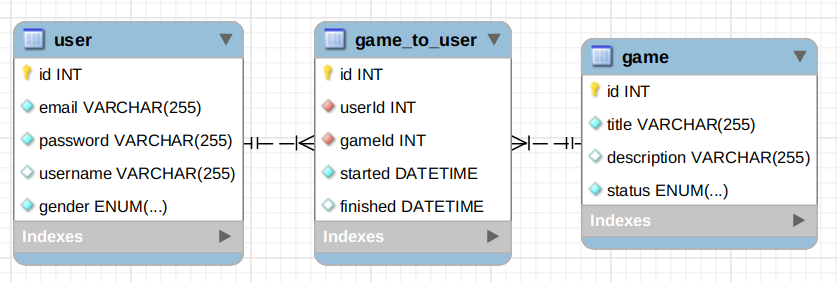 user
id INT
email VARCHAR(255)
password VARCHAR(255)
username VARCHAR(255)
gender ENUM(...)
Indexes
game_to_user
id INT
userId INT
gameId INT
started DATETIME
finished DATETIME
Indexes
game
id INT
title VARCHAR(255)
description VARCHAR(255)
status ENUM(...)
Indexes